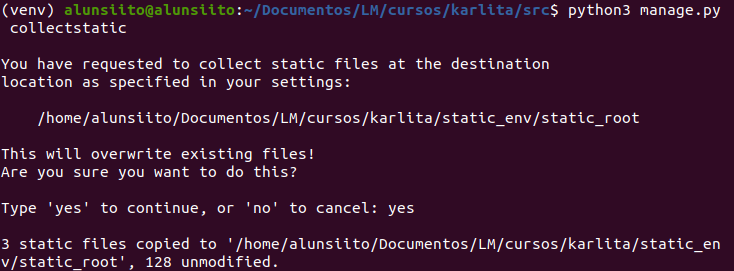 (venv) alunsiito@alunsiito:~/Documentos/LM/cursos/karlita/src$ python3 manage.py
 collectstatic
You have requested to collect static files at the destination
location as specified in your settings:
    /home/alunsiito/Documentos/LM/cursos/karlita/static_env/static_root
This will overwrite existing files!
Are you sure you want to do this?
Type 'yes' to continue, or 'no' to cancel: yes
3 static files copied to '/home/alunsiito/Documentos/LM/cursos/karlita/static_en
v/static_root', 128 unmodified.